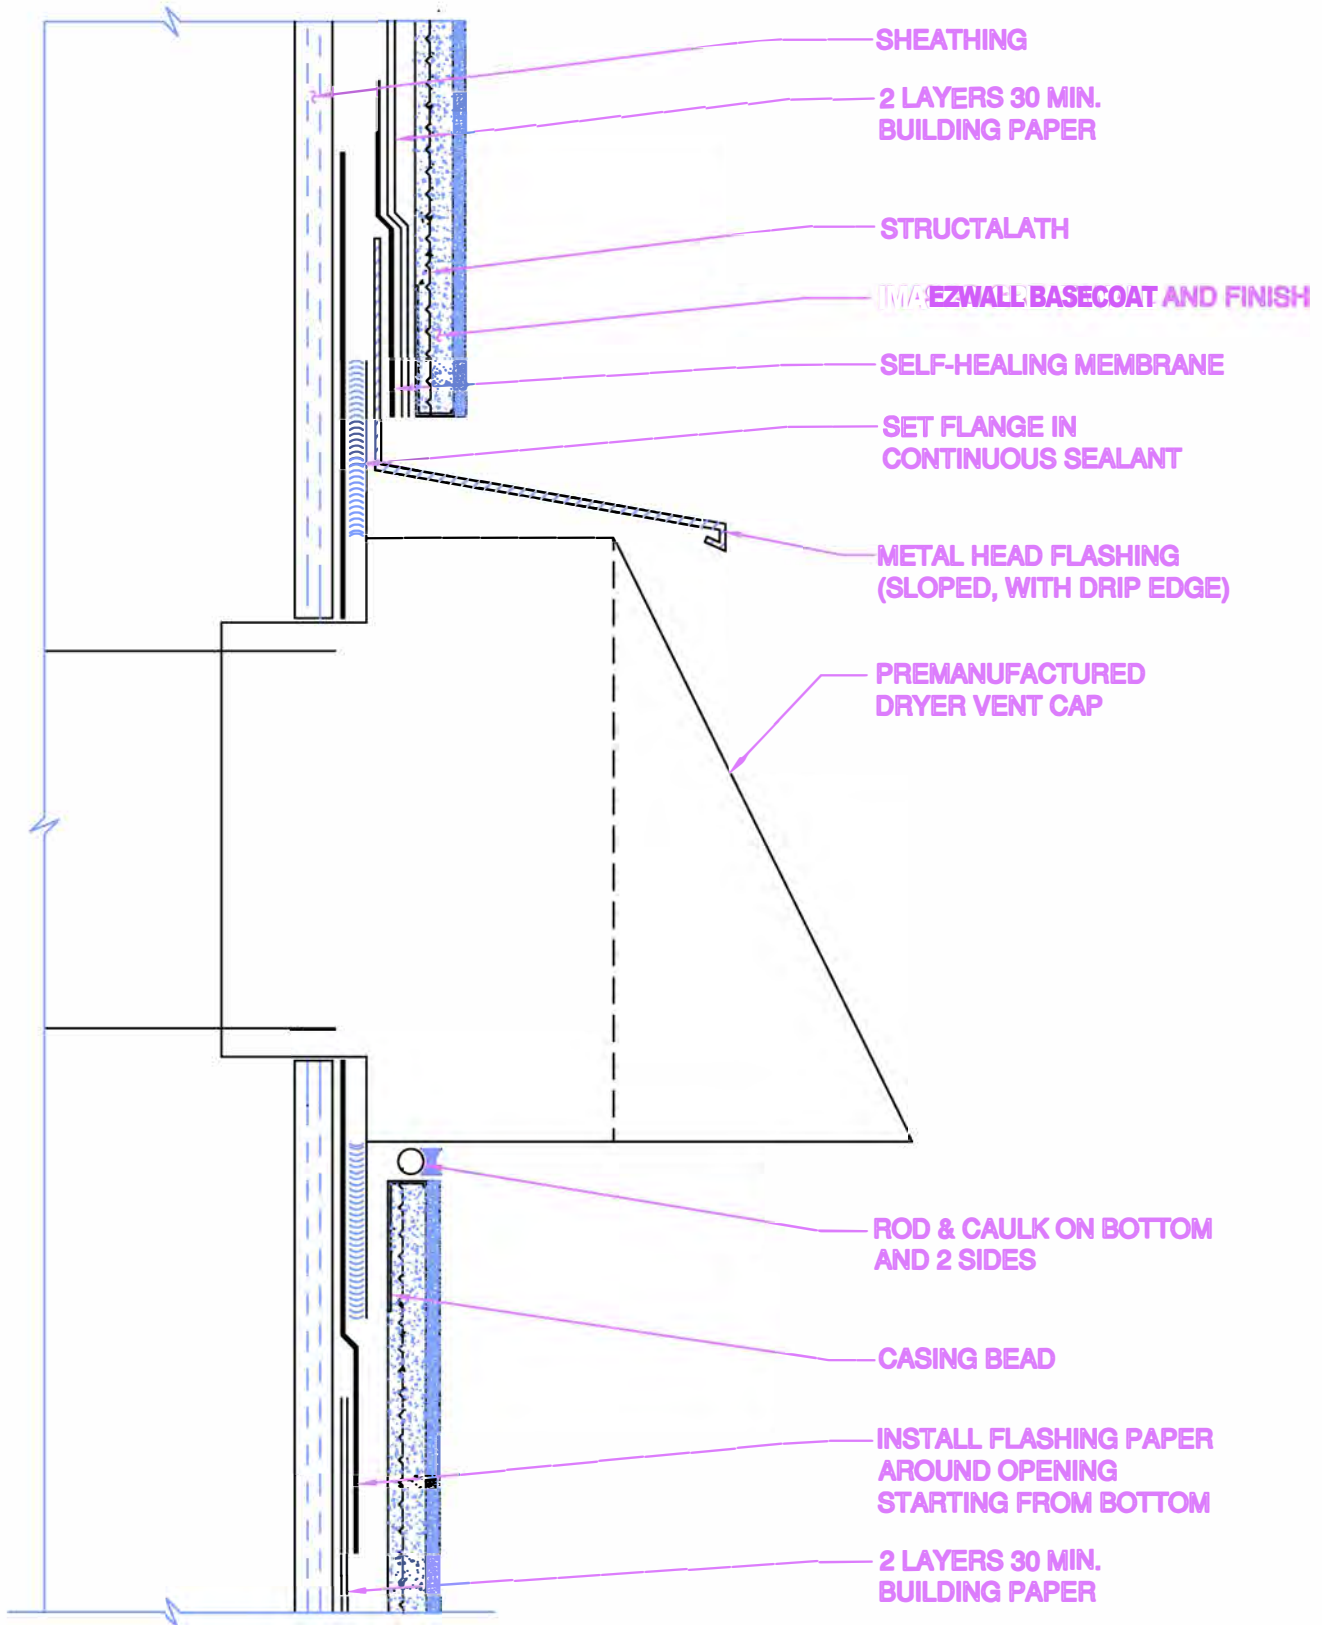 SHEATHING
2 LAYERS 30 MIN.
BUILDING PAPER
STRUCTALATH
EZWALL BASECOAT AND FINISH
SELF-HEALING MEMBRANE
SET FLANGE IN
CONTINUOUS SEALANT
METAL HEAD FLASHING
(SLOPED, WITH DRIP EDGE)
PREMANUFACTURED
DRYER VENT CAP
ROD & CAULK ON BOTTOM
AND 2 SIDES
CASING BEAD
INSTALL FLASHING PAPER
AROUND OPENING
STARTING FROM BOTTOM
2 LAYERS 30 MIN.
BUILDING PAPER